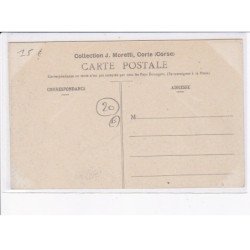 15 €
Collection J. Moretti, Corte (Corse)
CARTE POSTALE
CORRESPONDANCE
ADRESSE
20
M